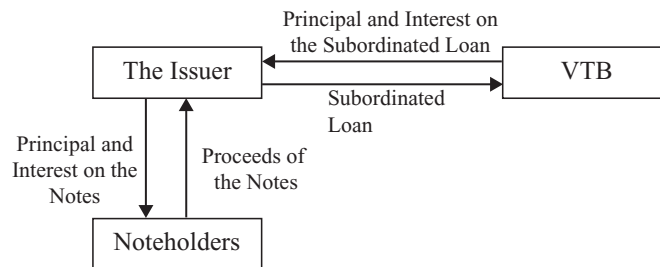 Principal and Interest on
the Subordinated Loan
The Issuer
VTB
Subordinated
Loan
Principal and
Interest on the
Notes
Proceeds of
the Notes
Noteholders